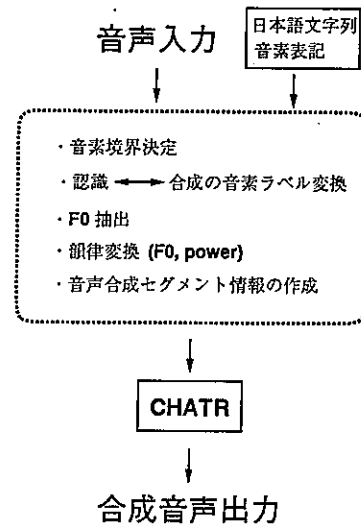 音声入力
日本語文字列
音素表記
・音素境界決定
・認識 ←→ 合成の音素ラベル変換
・F0 抽出
・韻律変換 (F0, power)
・音声合成セグメント情報の作成
CHATR
合成音声出力